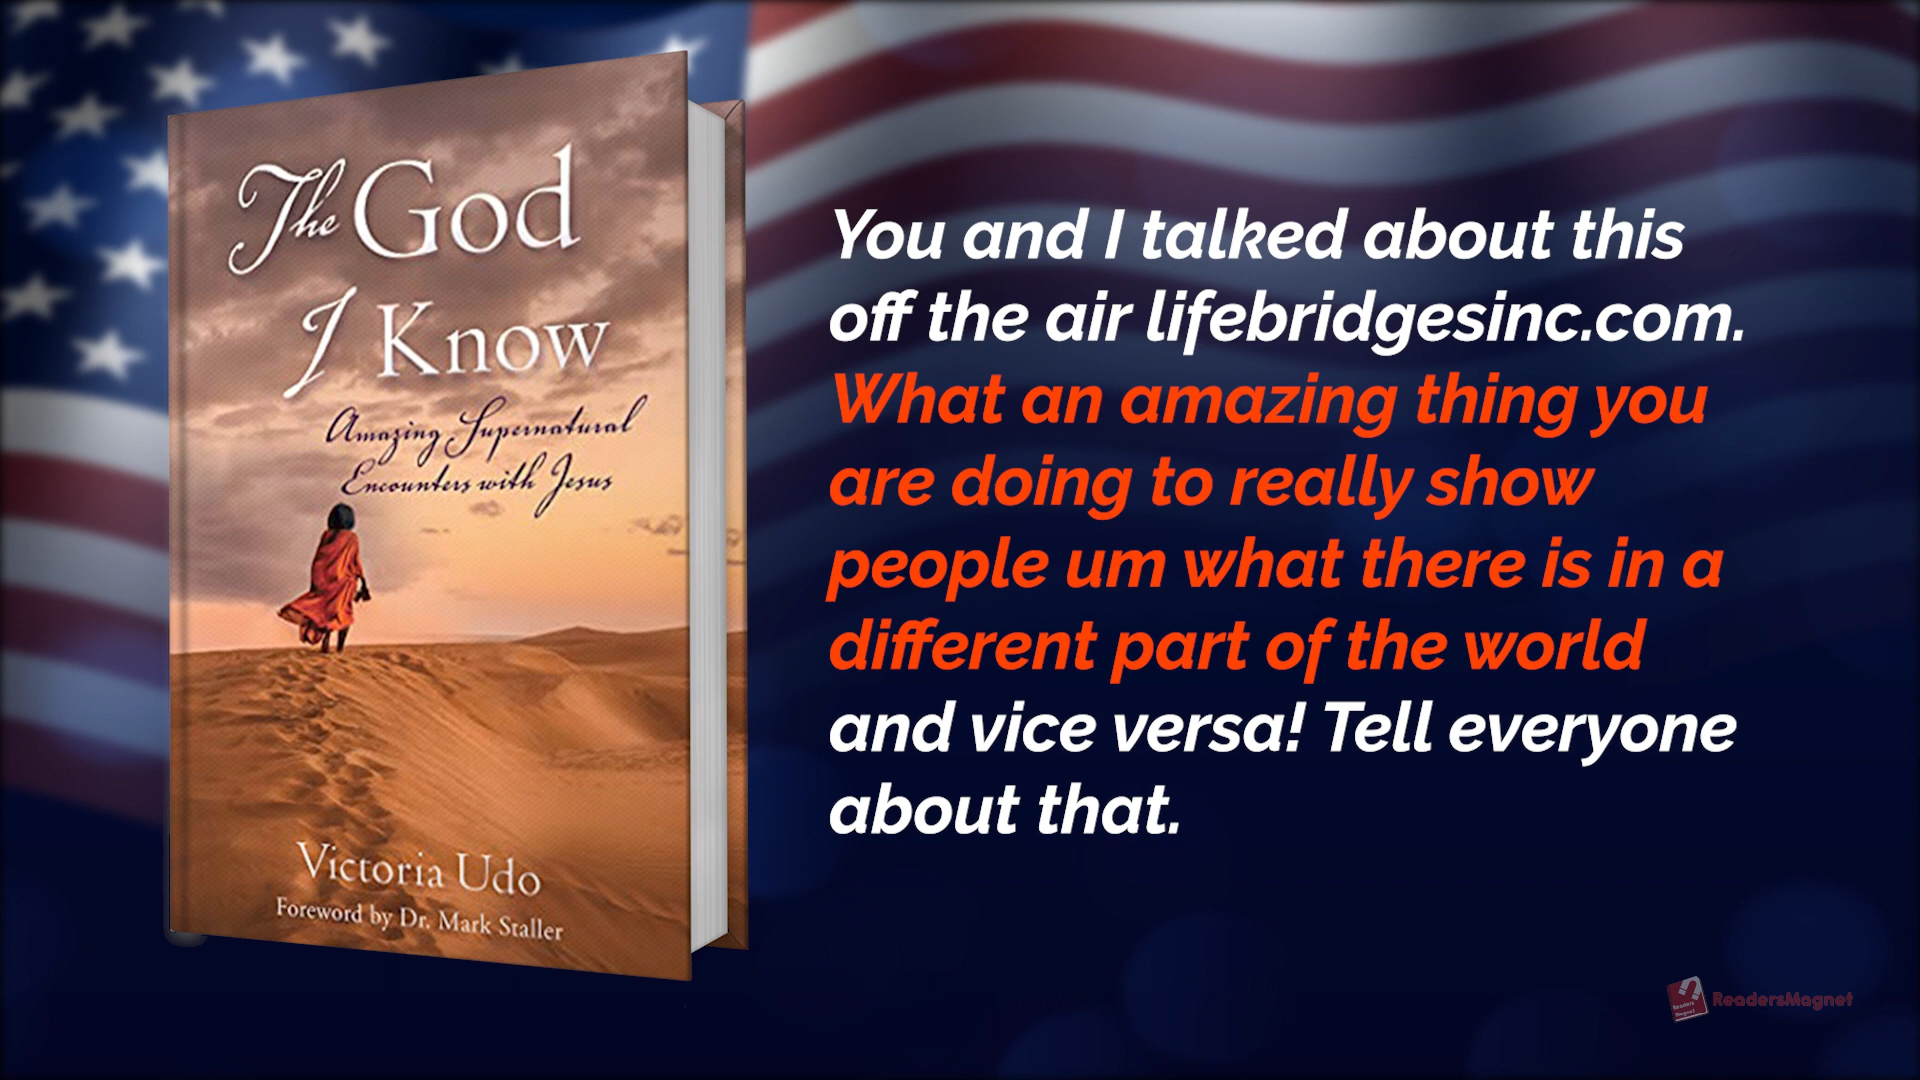 The God
I Know
Amazing Supernatural
Encounters with Jesus
Victoria Udo
Foreword by Dr. Mark Staller
You and I talked about this
off the air lifebridgesinc.com.
What an amazing thing you
are doing to really show
people um what there is in a
different part of the world
and vice versa! Tell everyone
about that.
Readers
Magnet
ReadersMagnet